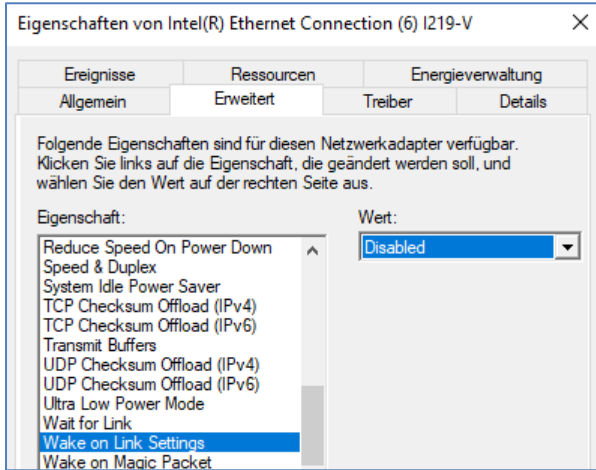 Eigenschaften von Intel(R) Ethernet Connection (6) I219-V
Ereignisse Ressourcen Energieverwaltung
Allgemein Erweitert Treiber Details
Folgende Eigenschaften sind für diesen Netzwerkadapter verfügbar.
Klicken Sie links auf die Eigenschaft, die geändert werden soll, und
wählen Sie den Wert auf der rechten Seite aus.
Eigenschaft: Wert:
Reduce Speed On Power Down Disabled
Speed & Duplex
System Idle Power Saver
TCP Checksum Offload (IPv4)
TCP Checksum Offload (IPv6)
Transmit Buffers
UDP Checksum Offload (IPv4)
UDP Checksum Offload (IPv6)
Ultra Low Power Mode
Wait for Link
Wake on Link Settings
Wake on Magic Packet